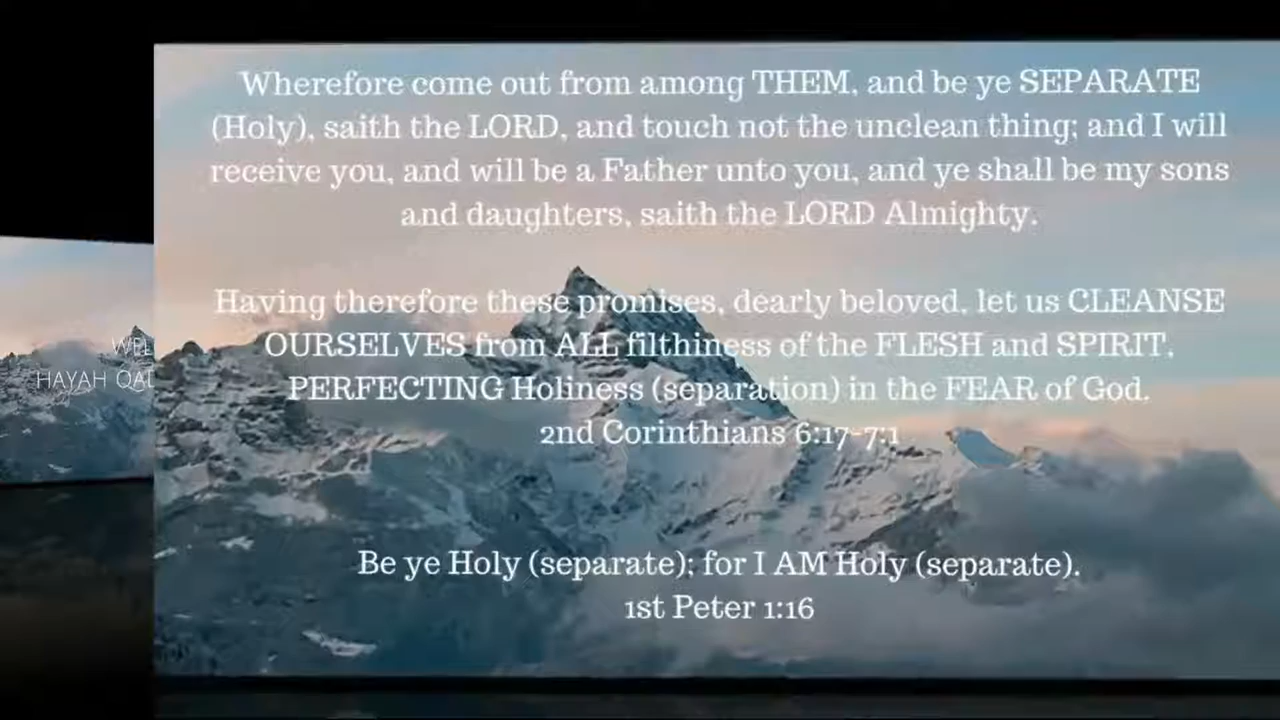 Wherefore come out from among THEM, and be ye SEPARATE
(Holy), saith the LORD, and touch not the unclean thing; and I will
receive you, and will be a Father unto you, and ye shall be my sons
and daughters, saith the LORD Almighty.
Having therefore these promises, dearly beloved, let us CLEANSE
OURSELVES from ALL filthiness of the FLESH and SPIRIT,
PERFECTING Holiness (separation) in the FEAR of God.
2nd Corinthians 6:17-7:1
Be ye Holy (separate); for I AM Holy (separate).
1st Peter 1:16
WEL
HAYAH QAD